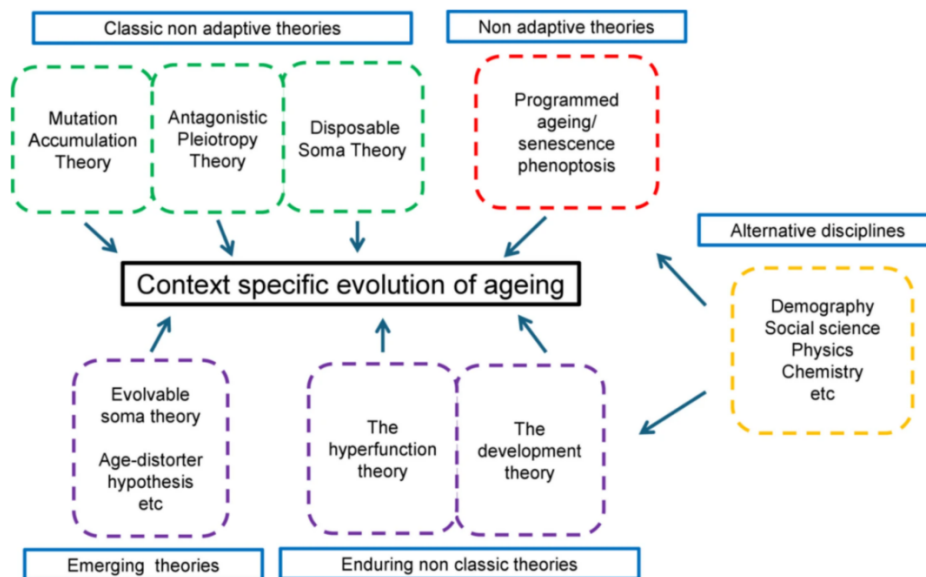 Classic non adaptive theories
Non adaptive theories
Mutation
Accumulation
Theory
Antagonistic
Pleiotropy
Theory
Disposable
Soma Theory
Programmed
ageing/
senescence
phenoptosis
Alternative disciplines
Context specific evolution of ageing
Demography
Social science
Physics
Chemistry
etc
Evolvable
soma theory
Age-distorter
hypothesis
etc
The
hyperfunction
theory
The
development
theory
Emerging theories
Enduring non classic theories